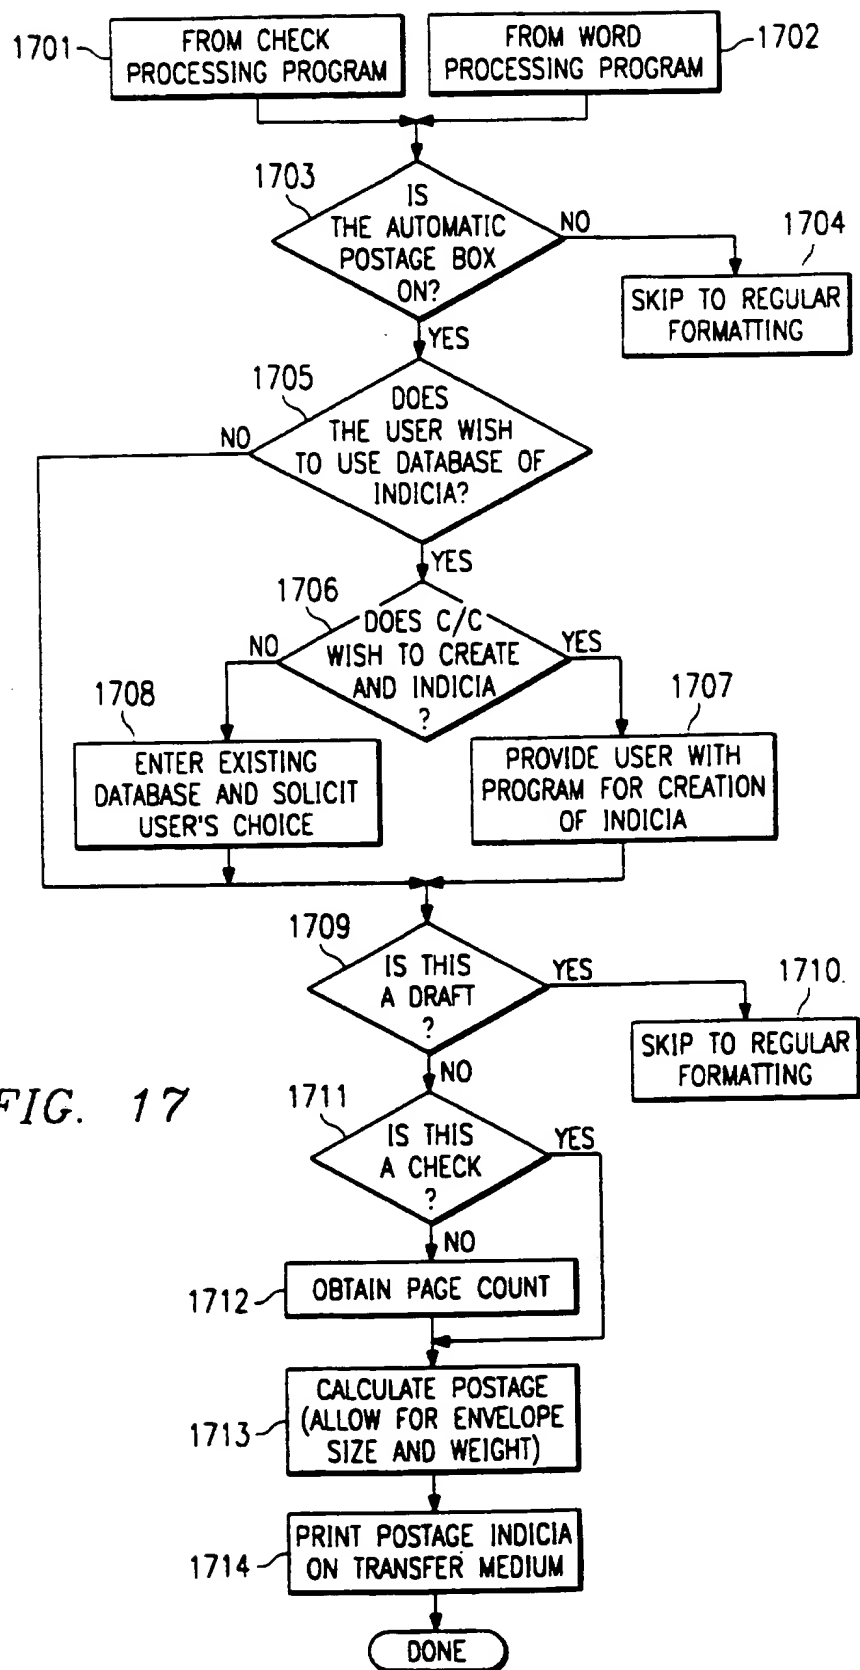 1701
FROM CHECK
PROCESSING PROGRAM
FROM WORD
PROCESSING PROGRAM
1702
1703
IS
THE AUTOMATIC
POSTAGE BOX
ON?
NO
1704
SKIP TO REGULAR
FORMATTING
YES
1705
DOES
THE USER WISH
TO USE DATABASE OF
INDICIA?
NO
YES
1706
DOES C/C
WISH TO CREATE
AND INDICIA
?
NO
YES
1708
ENTER EXISTING
DATABASE AND SOLICIT
USER'S CHOICE
1707
PROVIDE USER WITH
PROGRAM FOR CREATION
OF INDICIA
1709
IS THIS
A DRAFT
?
YES
1710.
SKIP TO REGULAR
FORMATTING
NO
FIG. 17
1711
IS THIS
A CHECK
?
YES
NO
1712
OBTAIN PAGE COUNT
1713
CALCULATE POSTAGE
(ALLOW FOR ENVELOPE
SIZE AND WEIGHT)
1714
PRINT POSTAGE INDICIA
ON TRANSFER MEDIUM
DONE